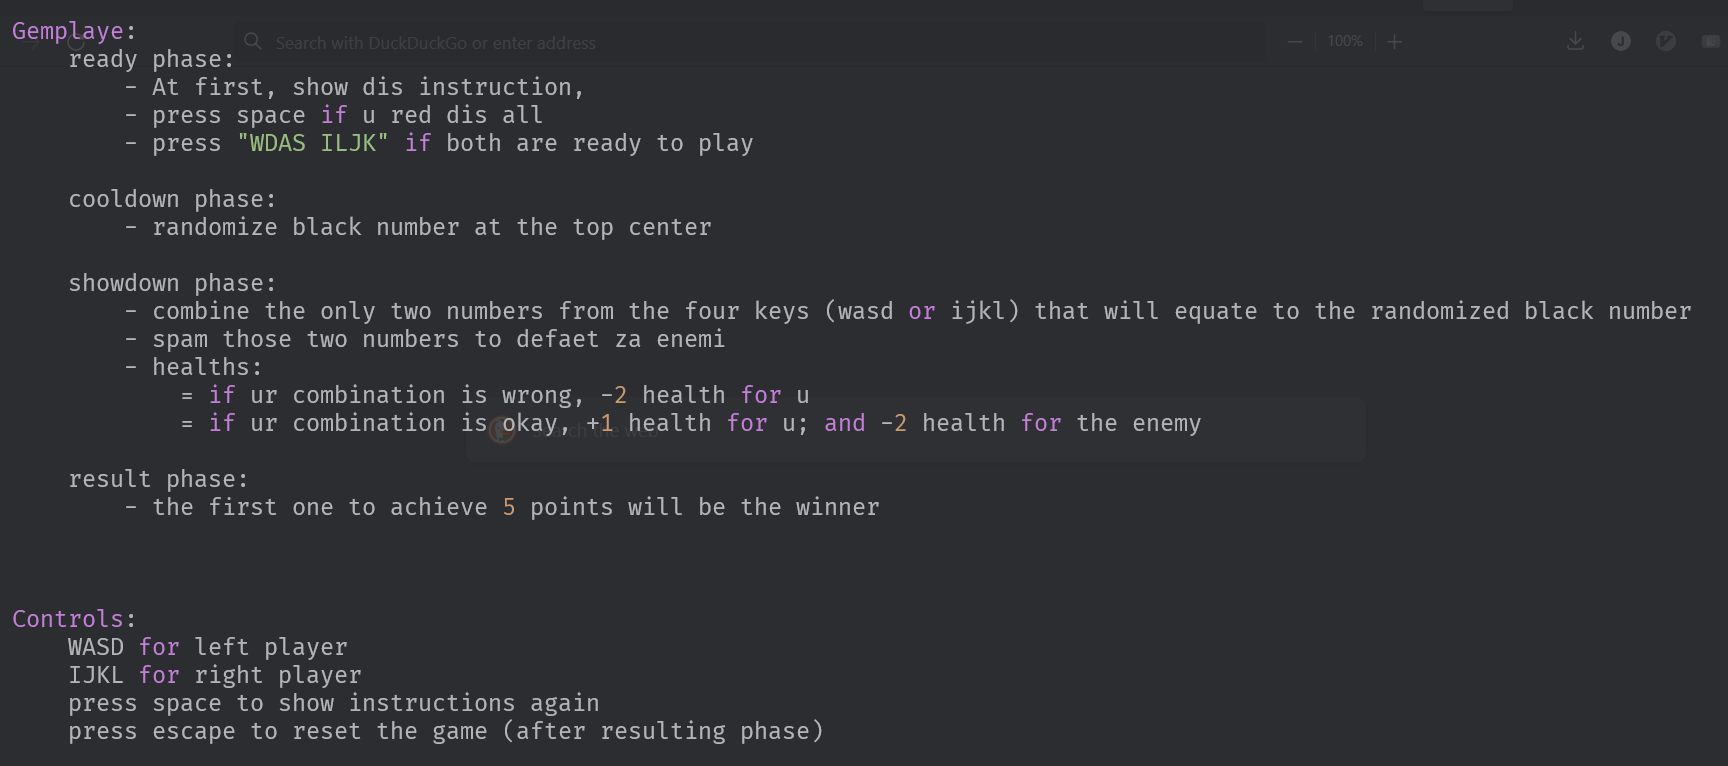 Gemplaye:
Search with DuckDuckGo or enter address
100%
ready phase:
- At first, show dis instruction,
- press space if u red dis all
- press "WDAS ILJK" if both are ready to play
cooldown phase:
- randomize black number at the top center
showdown phase:
- combine the only two numbers from the four keys (wasd or ijkl) that will equate to the randomized black number
- spam those two numbers to defaet za enemi
- healths:
= if ur combination is wrong, -2 health for u
= if ur combination is okay, +1 health for u; and -2 health for the enemy
Search the web
result phase:
- the first one to achieve 5 points will be the winner
Controls:
WASD for left player
IJKL for right player
press space to show instructions again
press escape to reset the game (after resulting phase)